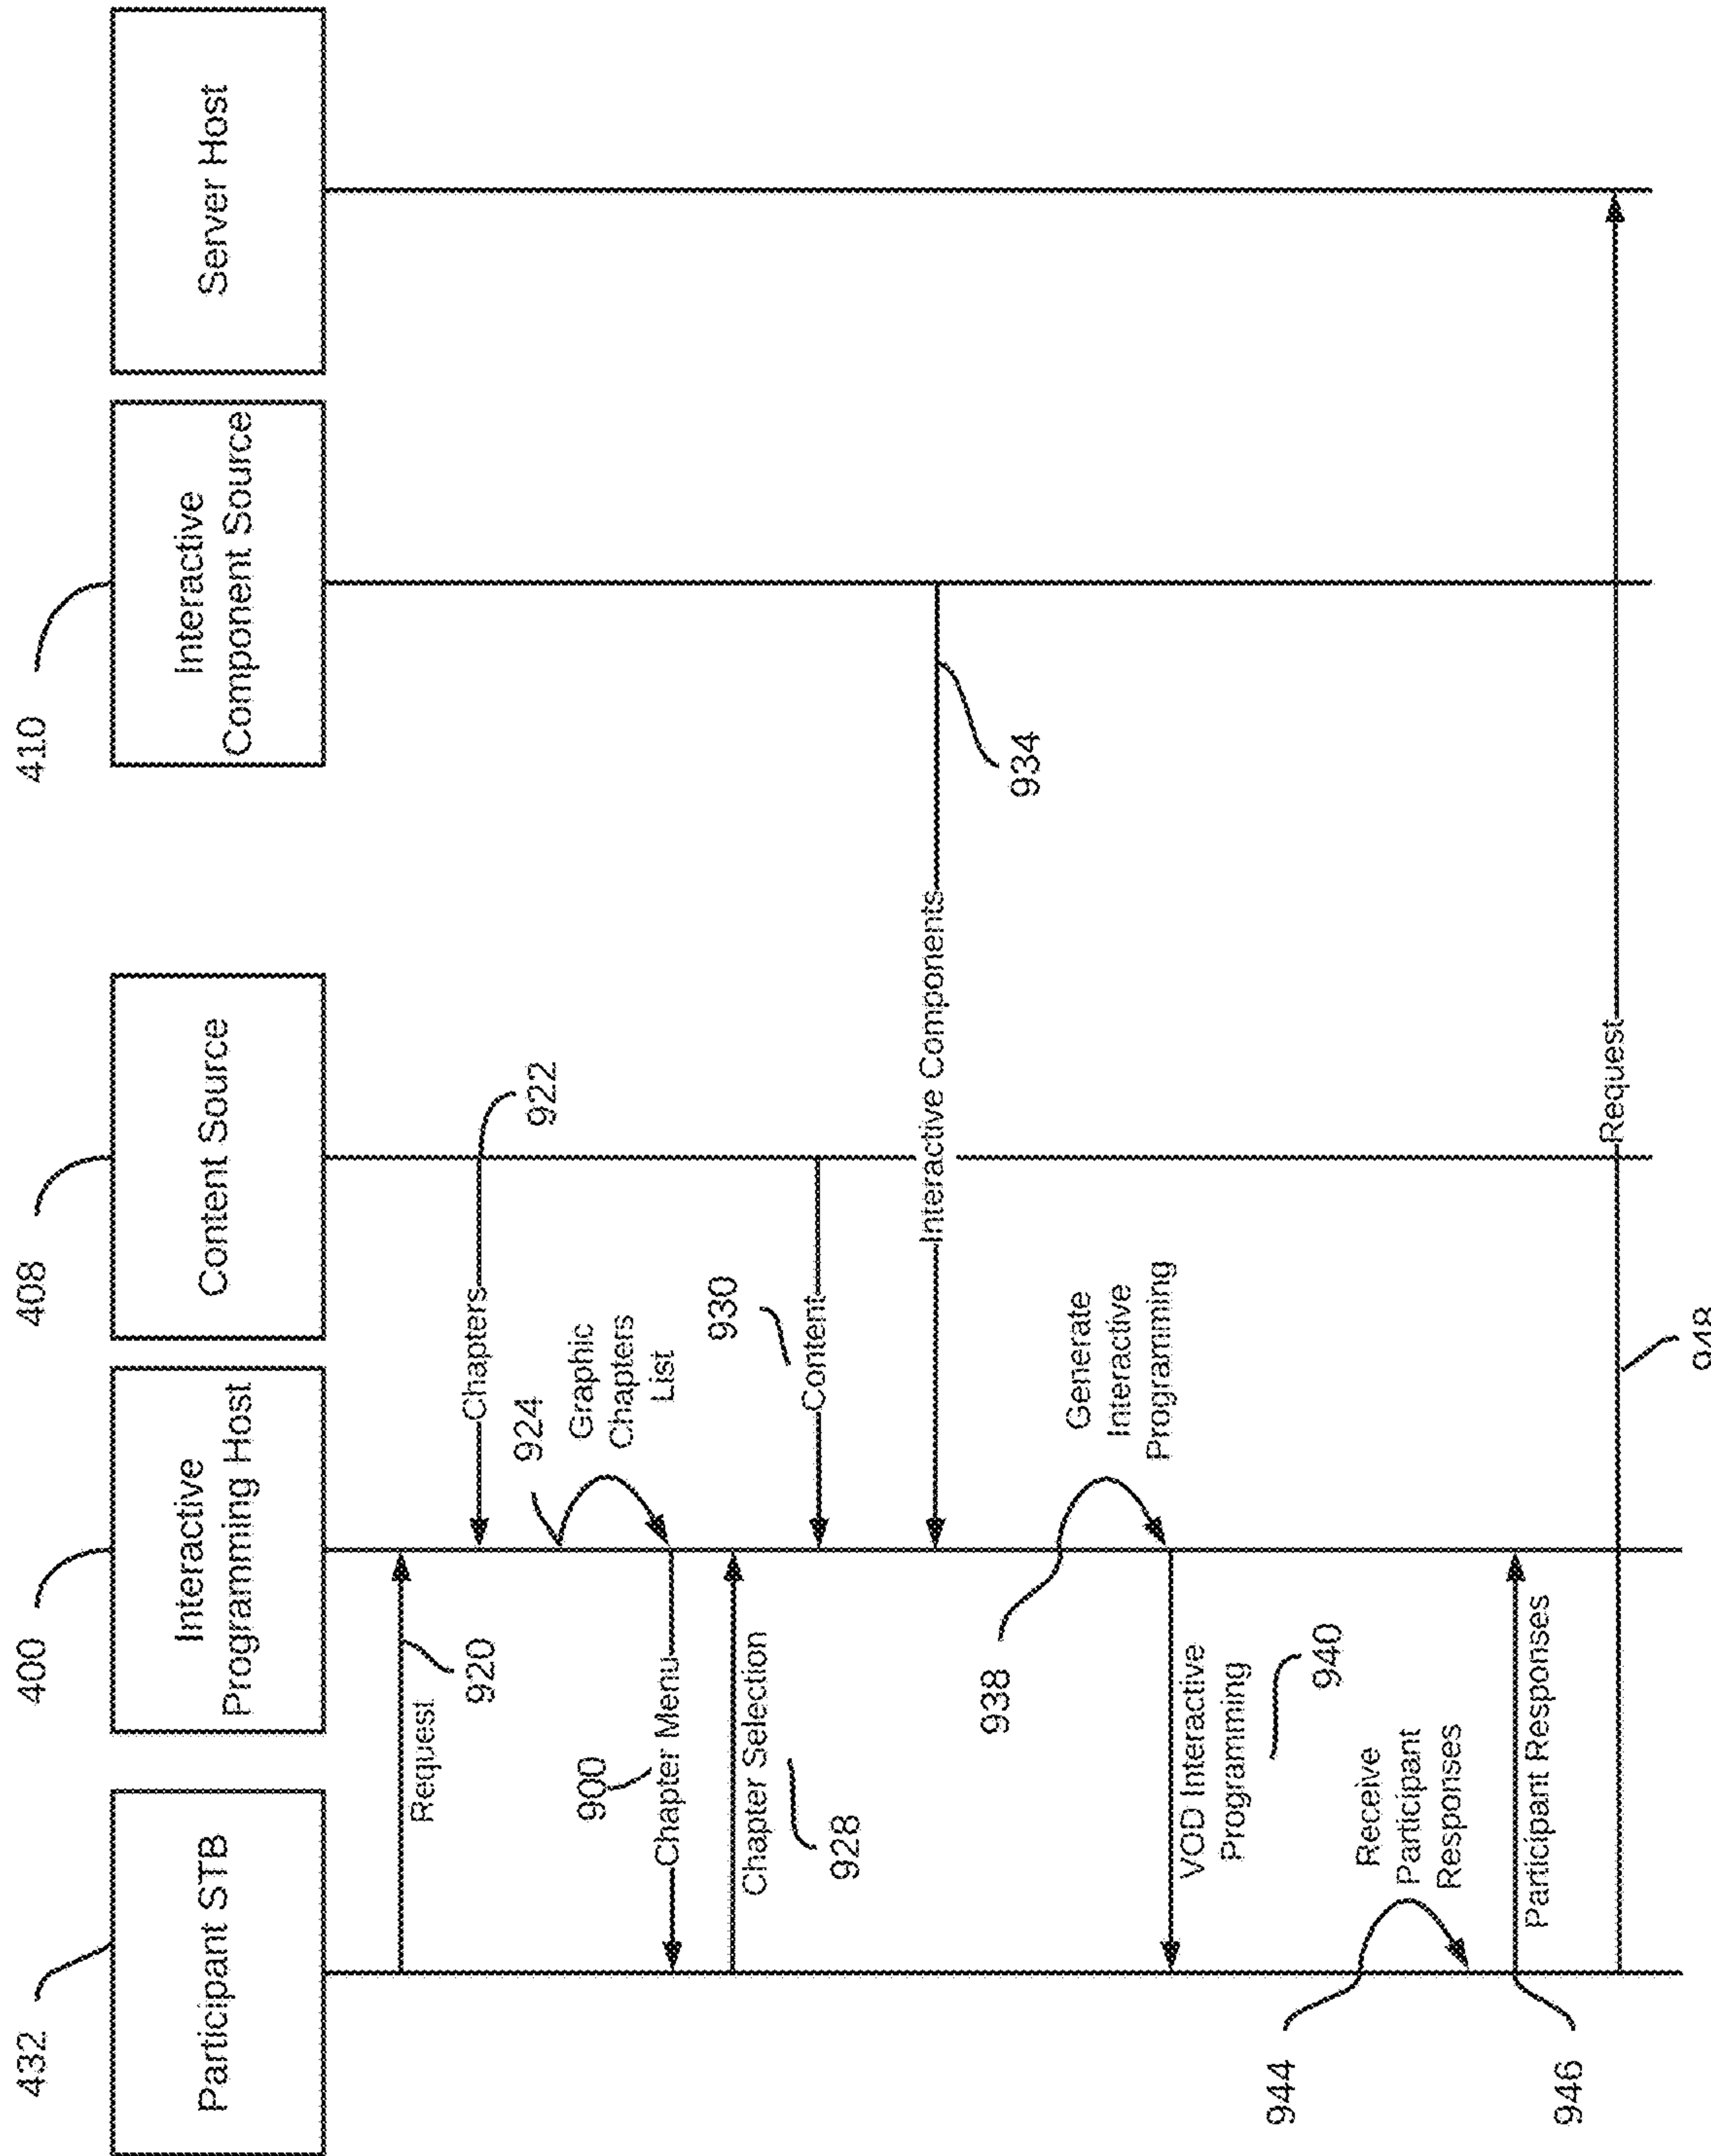 432
Participant STB
400
Interactive
Programming Host
408
Content Source
410
Interactive
Component Source
Server Host
Request
920
Chapters
922
924
Graphic
Chapters
List
900
Chapter Menu
Chapter Selection
928
930
Content
Interactive Components
934
938
Generate
Interactive
Programming
VOD Interactive
Programming
940
944
Receive
Participant
Responses
Participant Responses
946
Request
948